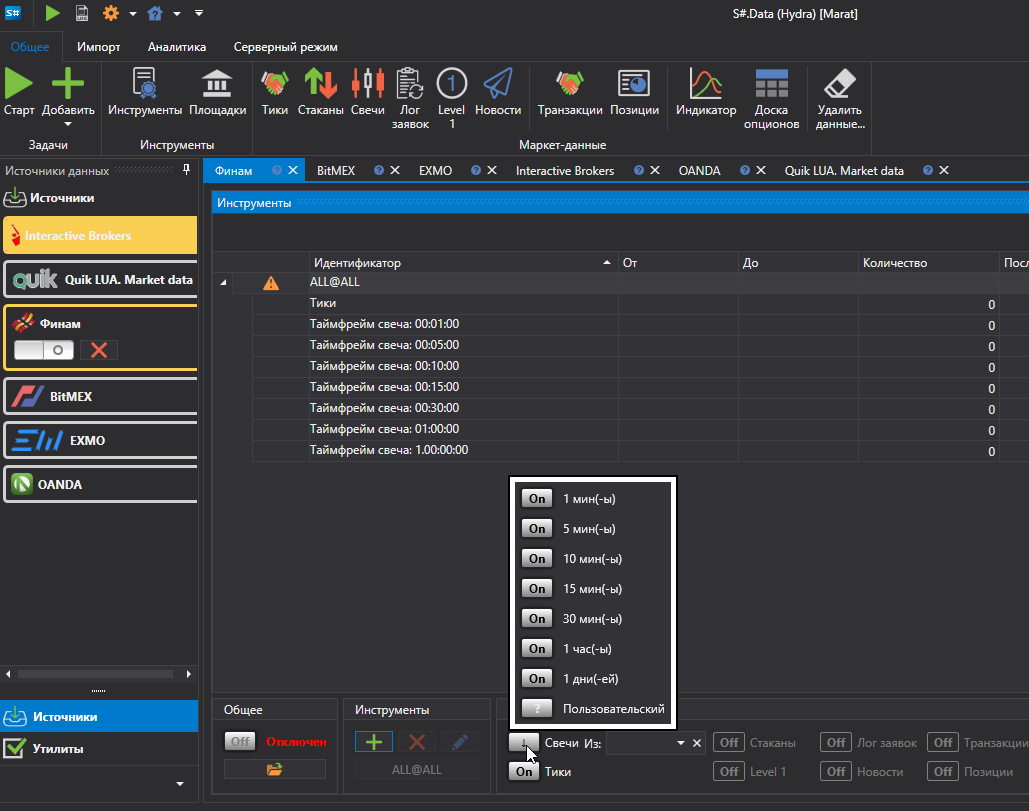 S#
LOG
S#.Data (Hydra) [Marat]
Общее Импорт Аналитика Серверный режим
Старт Добавить Инструменты Площадки Тики Стаканы Свечи Лог заявок Level 1 Новости Транзакции Позиции Индикатор Доска опционов Удалить данные...
Задачи Инструменты Маркет-данные
Источники данных
Источники
Interactive Brokers
quik Quik LUA. Market data
Финам
BitMEX
EXMO
OANDA
Источники
Утилиты
Финам BitMEX EXMO Interactive Brokers OANDA Quik LUA. Market data
Инструменты
Идентификатор От До Количество Посл
ALL@ALL
Тики 0
Таймфрейм свеча: 00:01:00 0
Таймфрейм свеча: 00:05:00 0
Таймфрейм свеча: 00:10:00 0
Таймфрейм свеча: 00:15:00 0
Таймфрейм свеча: 00:30:00 0
Таймфрейм свеча: 01:00:00 0
Таймфрейм свеча: 1.00:00:00 0
On 1 мин(-ы)
On 5 мин(-ы)
On 10 мин(-ы)
On 15 мин(-ы)
On 30 мин(-ы)
On 1 час(-ы)
On 1 дни(-ей)
? Пользовательский
Общее Инструменты
Off Отключен
ALL@ALL
Свечи Из: Off Стаканы Off Лог заявок Off Транзакции
On Тики Off Level 1 Off Новости Off Позиции